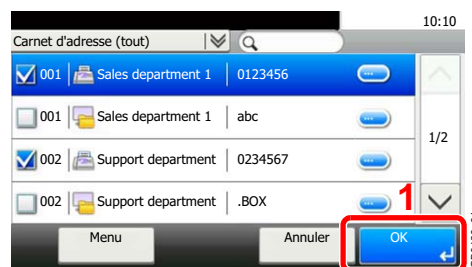 10:10
Carnet d'adresse (tout)
001 Sales department 1 0123456
001 Sales department 1 abc
1/2
002 Support department 0234567
002 Support department .BOX
1
Menu Annuler OK